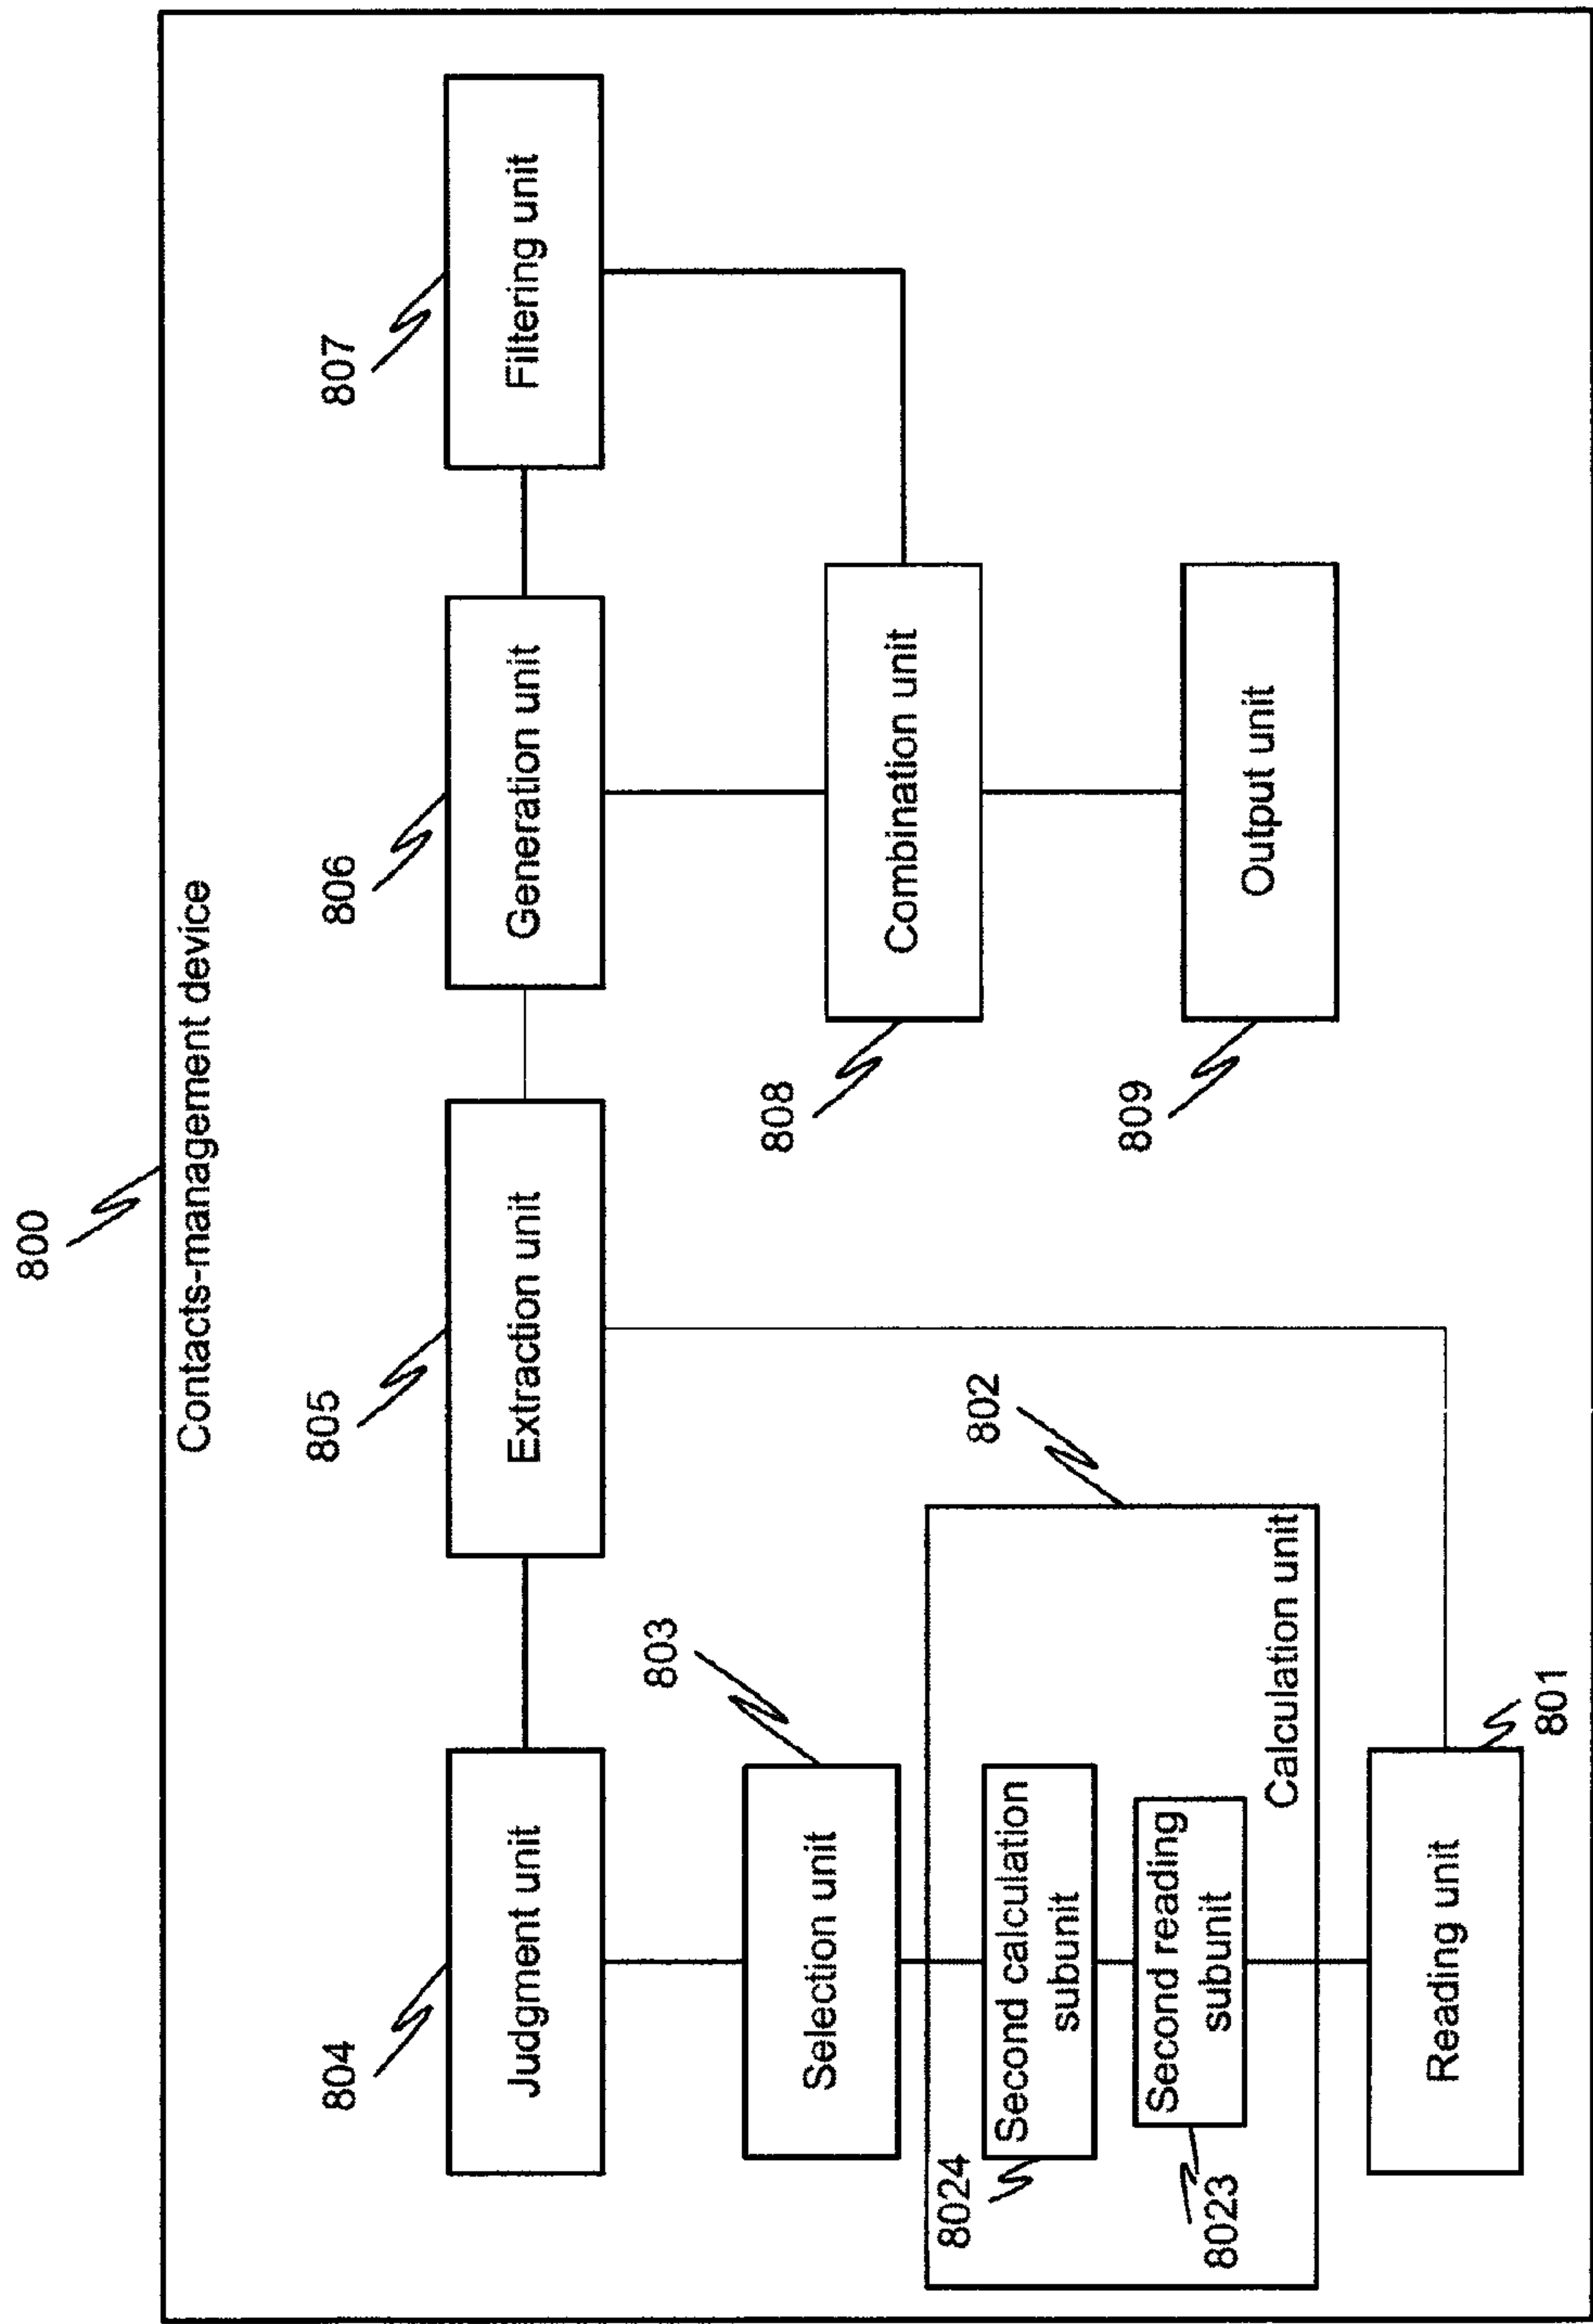 800
Contacts-management device
804
805
806
807
Judgment unit
Extraction unit
Generation unit
Filtering unit
803
Selection unit
808
Combination unit
802
8024
Second calculation
subunit
8023
Second reading
subunit
Calculation unit
809
Output unit
Reading unit
801